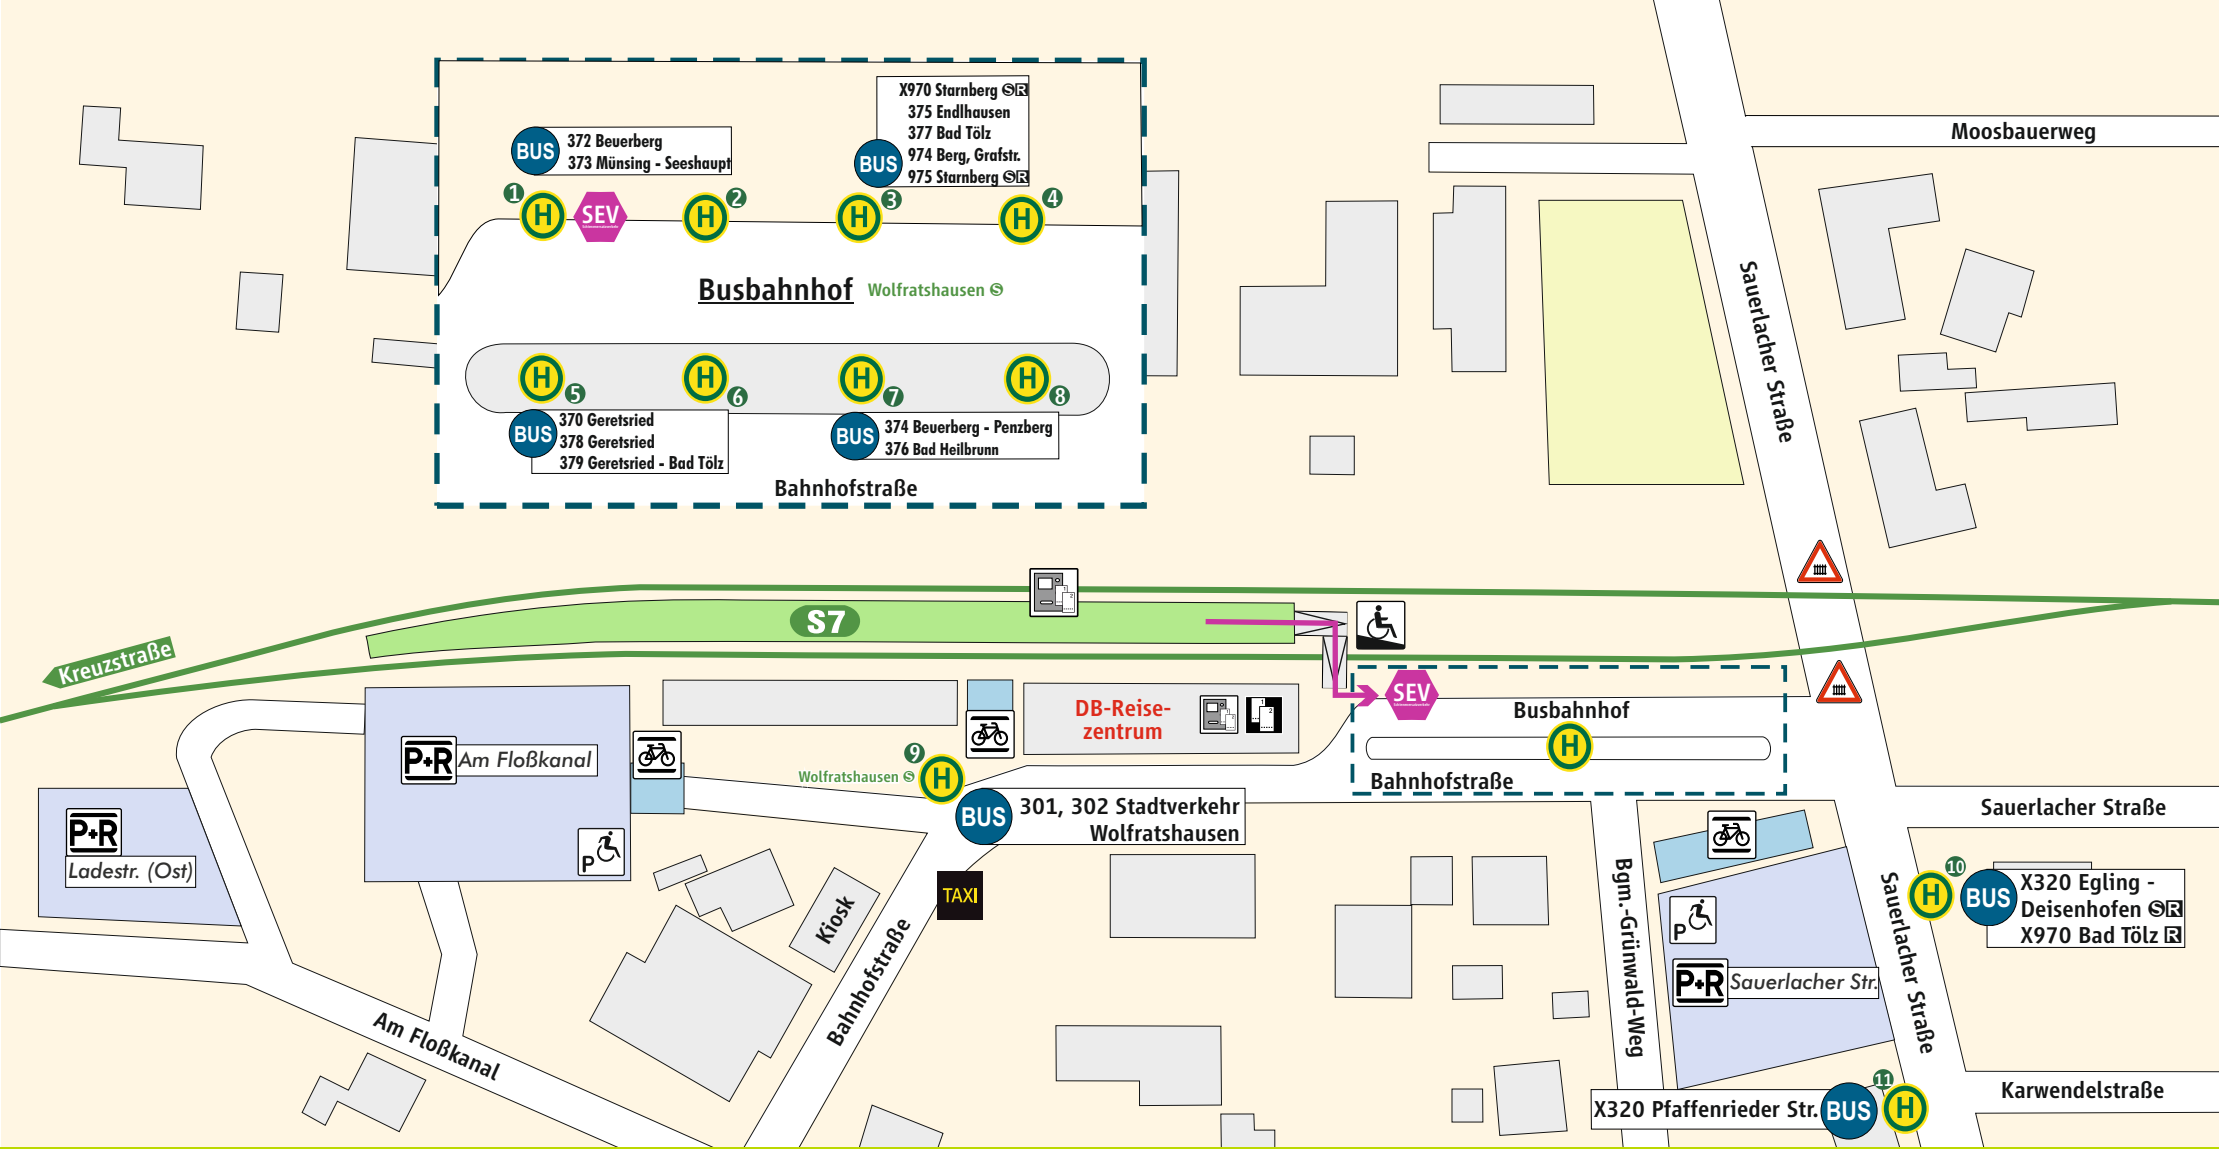 X970 Starnberg S R
375 Endlhausen
377 Bad Tölz
974 Berg, Grafstr.
975 Starnberg S R
BUS
372 Beuerberg
373 Münsing - Seeshaupt
BUS
1
H
SEV
H
2
H
3
H
4
Busbahnhof
Wolfratshausen S
H
5
H
6
H
7
H
8
BUS
370 Geretsried
378 Geretsried
379 Geretsried - Bad Tölz
BUS
374 Beuerberg - Penzberg
376 Bad Heilbrunn
Bahnhofstraße
Moosbauerweg
Sauerlacher Straße
Kreuzstraße
S7
DB-Reise-
zentrum
SEV
Busbahnhof
H
Bahnhofstraße
P+R
Am Floßkanal
P
P+R
Ladestr. (Ost)
9
Wolfratshausen S
H
BUS
301, 302 Stadtverkehr
Wolfratshausen
TAXI
Kiosk
Bahnhofstraße
Am Floßkanal
Sauerlacher Straße
Bgm.-Grünwald-Weg
P
P+R
Sauerlacher Str.
Sauerlacher Straße
10
H
BUS
X320 Egling -
Deisenhofen S R
X970 Bad Tölz R
11
X320 Pfaffenrieder Str.
BUS
H
Karwendelstraße